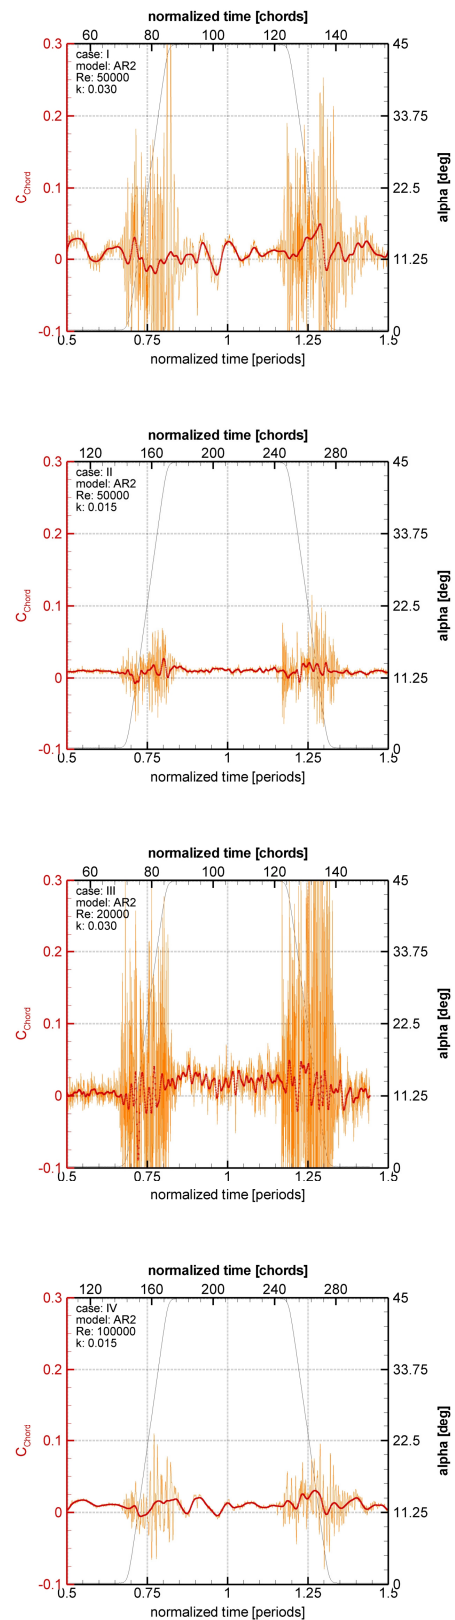 normalized time [chords]
60 80 100 120 140
0.3 45
case: I
model: AR2
Re: 50000
k: 0.030
0.2 33.75
0.1 22.5
C_Chord alpha [deg]
0 11.25
-0.1 0
0.5 0.75 1 1.25 1.5
normalized time [periods]
normalized time [chords]
120 160 200 240 280
0.3 45
case: II
model: AR2
Re: 50000
k: 0.015
0.2 33.75
0.1 22.5
C_Chord alpha [deg]
0 11.25
-0.1 0
0.5 0.75 1 1.25 1.5
normalized time [periods]
normalized time [chords]
60 80 100 120 140
0.3 45
case: III
model: AR2
Re: 20000
k: 0.030
0.2 33.75
0.1 22.5
C_Chord alpha [deg]
0 11.25
-0.1 0
0.5 0.75 1 1.25 1.5
normalized time [periods]
normalized time [chords]
120 160 200 240 280
0.3 45
case: IV
model: AR2
Re: 100000
k: 0.015
0.2 33.75
0.1 22.5
C_Chord alpha [deg]
0 11.25
-0.1 0
0.5 0.75 1 1.25 1.5
normalized time [periods]